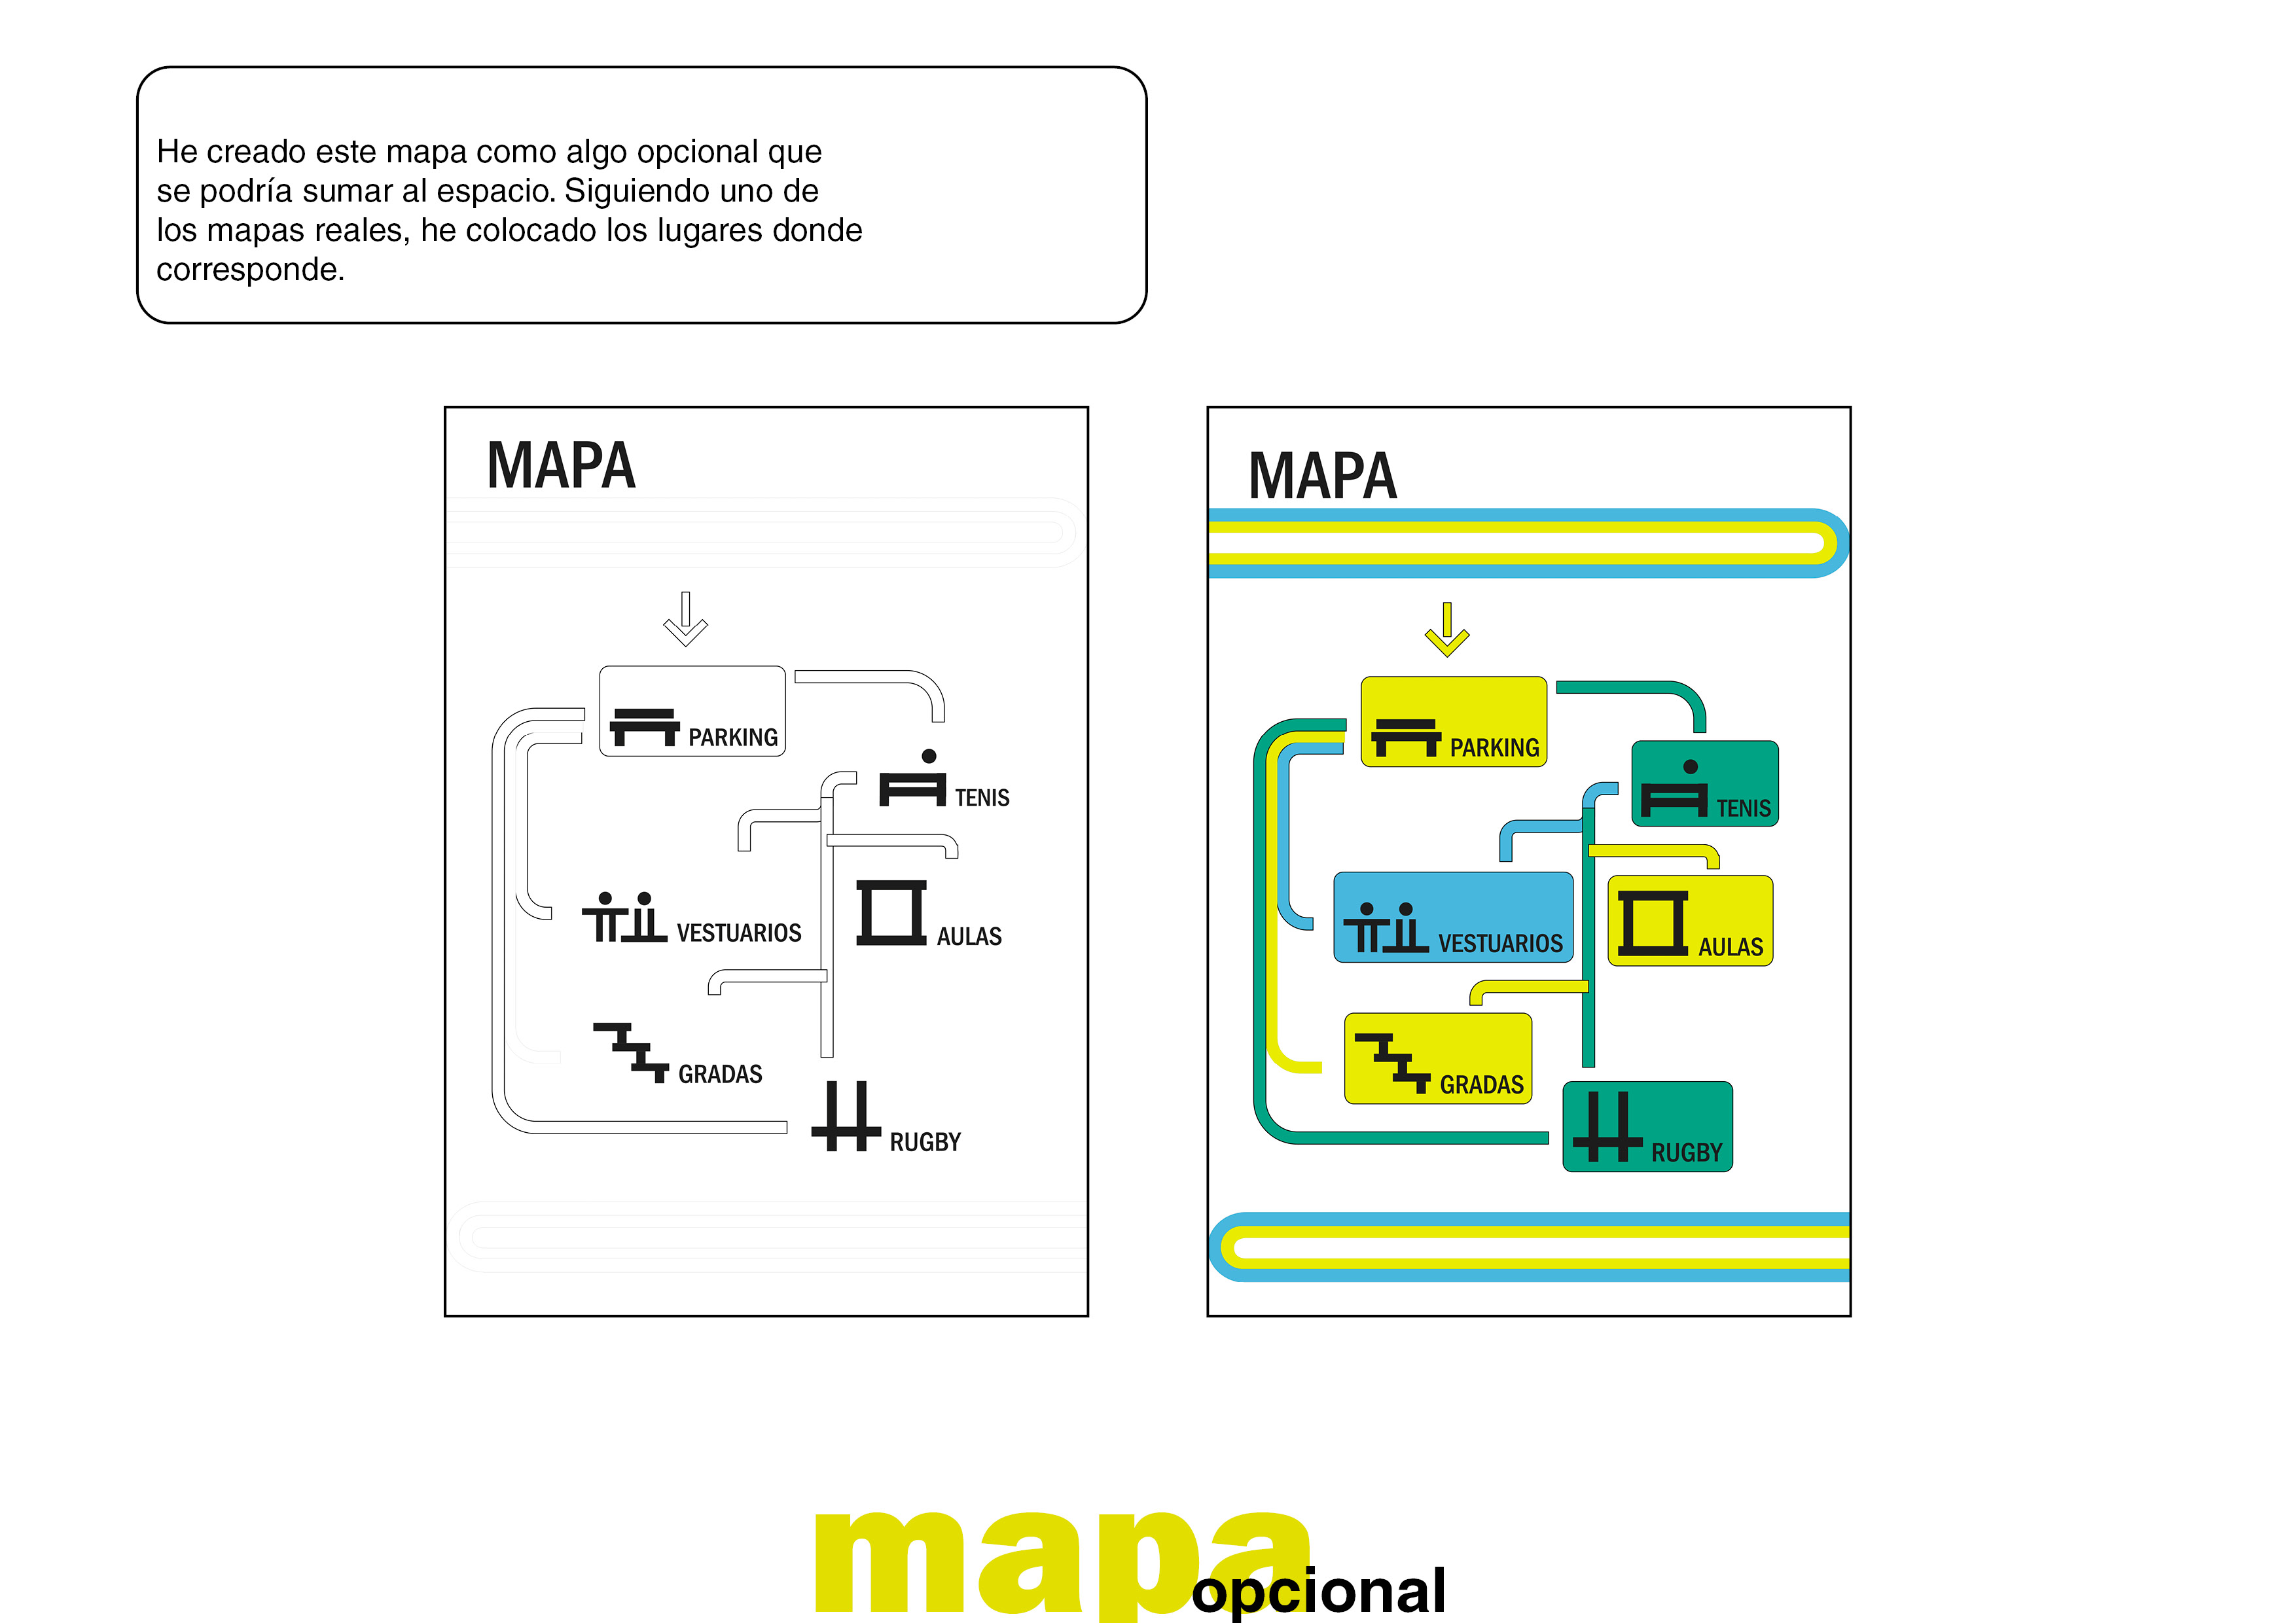 He creado este mapa como algo opcional que
se podría sumar al espacio. Siguiendo uno de
los mapas reales, he colocado los lugares donde
corresponde.
MAPA
PARKING
TENIS
VESTUARIOS
AULAS
GRADAS
RUGBY
MAPA
PARKING
TENIS
VESTUARIOS
AULAS
GRADAS
RUGBY
mapa
opcional